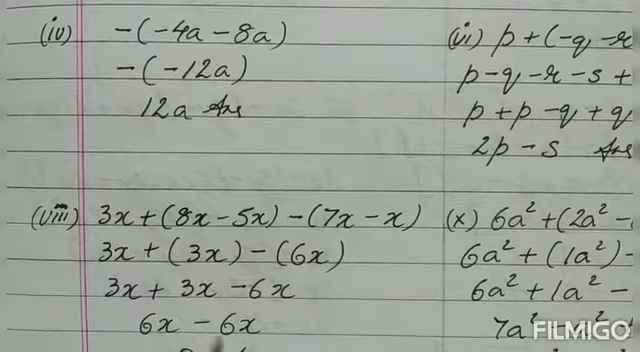 (iv) -(-4a-8a)
-(-12a)
12a Ans
(vi) p+(-q-r
p-q-r-s+
p+p-q+q
2p-s Ans
(viii) 3x+(8x-5x)-(7x-x)
3x+(3x)-(6x)
3x+3x-6x
6x-6x
(x) 6a²+(2a²-
6a²+(1a²)-
6a²+1a²-
7a²
FILMIGO